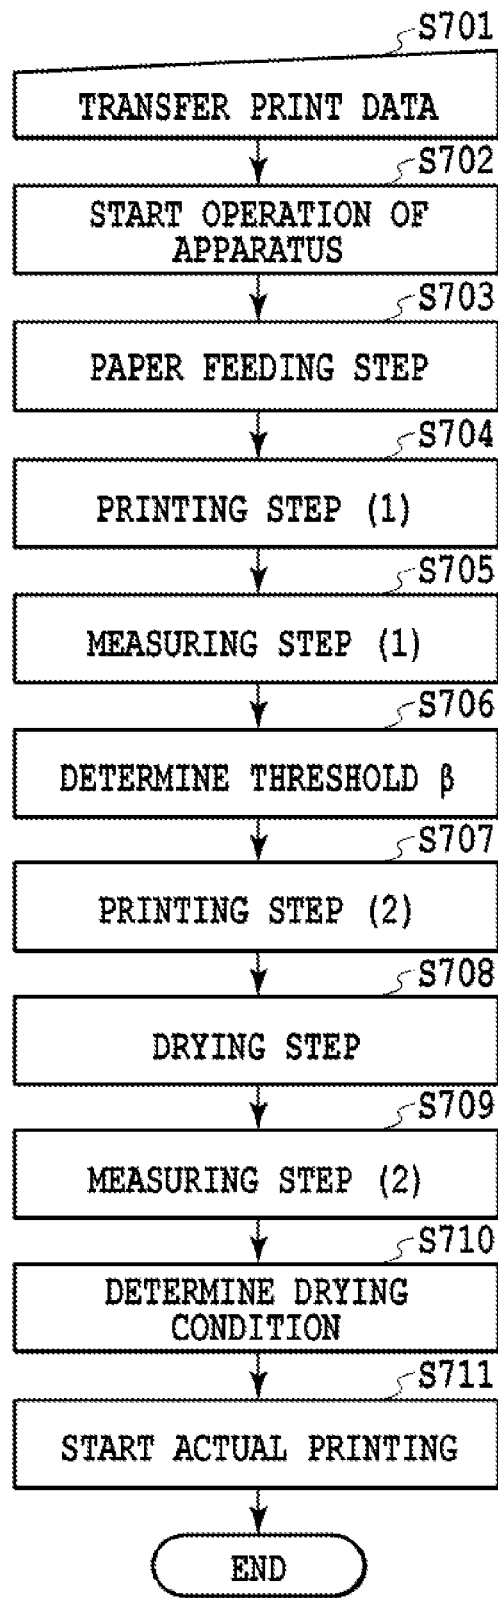 S701
TRANSFER PRINT DATA
S702
START OPERATION OF
APPARATUS
S703
PAPER FEEDING STEP
S704
PRINTING STEP (1)
S705
MEASURING STEP (1)
S706
DETERMINE THRESHOLD β
S707
PRINTING STEP (2)
S708
DRYING STEP
S709
MEASURING STEP (2)
S710
DETERMINE DRYING
CONDITION
S711
START ACTUAL PRINTING
END